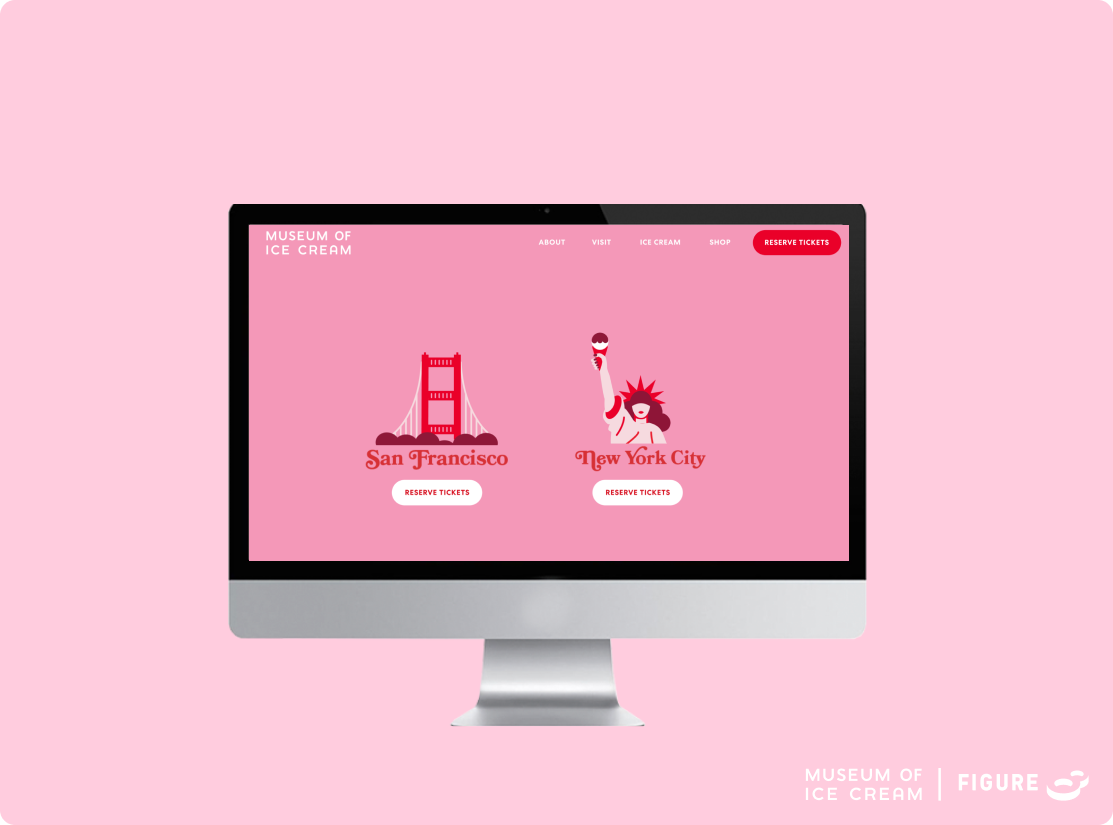 MUSEUM OF
ICE CREAM
ABOUT VISIT ICE CREAM SHOP RESERVE TICKETS
San Francisco
New York City
RESERVE TICKETS
RESERVE TICKETS
MUSEUM OF
ICE CREAM
FIGURE